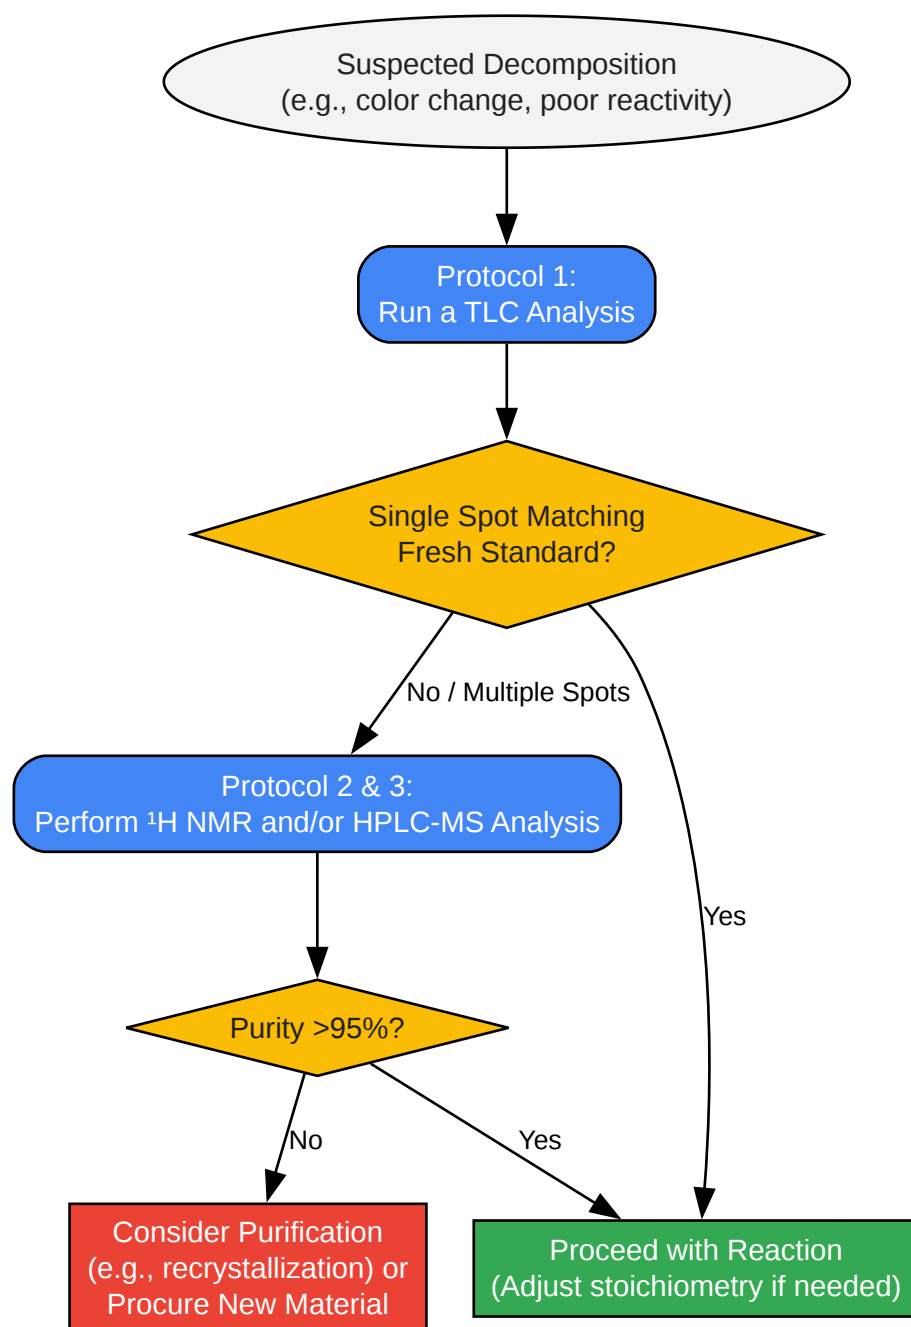 Suspected Decomposition
(e.g., color change, poor reactivity)
Protocol 1:
Run a TLC Analysis
Single Spot Matching
Fresh Standard?
No / Multiple Spots
Protocol 2 & 3:
Perform ¹H NMR and/or HPLC-MS Analysis
Yes
Purity >95%?
No
Yes
Consider Purification
(e.g., recrystallization) or
Procure New Material
Proceed with Reaction
(Adjust stoichiometry if needed)